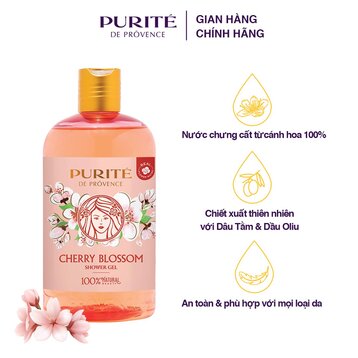 PURITÉ
DE PRÓVENCE
GIAN HÀNG
CHÍNH HÃNG
PURITÉ
DE PRÓVENCE
CHERRY BLOSSOM
SHOWER GEL
100% NATURAL
Nước chưng cất từ cánh hoa 100%
Chiết xuất thiên nhiên
với Dâu Tằm & Dầu Oliu
An toàn & phù hợp với mọi loại da